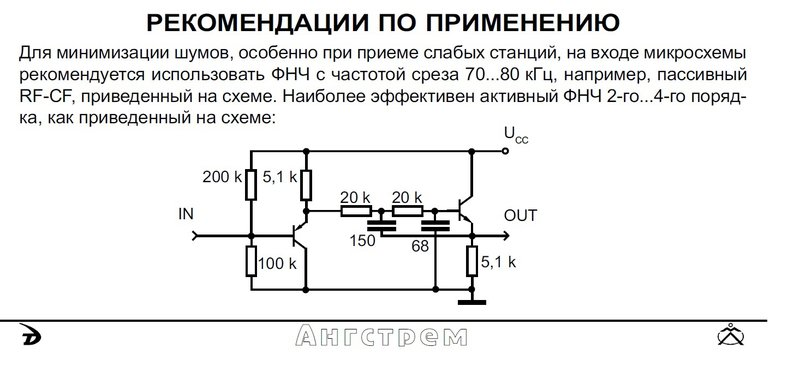 РЕКОМЕНДАЦИИ ПО ПРИМЕНЕНИЮ
Для минимизации шумов, особенно при приеме слабых станций, на входе микросхемы
рекомендуется использовать ФНЧ с частотой среза 70...80 кГц, например, пассивный
RF-CF, приведенный на схеме. Наиболее эффективен активный ФНЧ 2-го...4-го поряд-
ка, как приведенный на схеме:
UCC
200 k 5,1 k
20 k 20 k
IN OUT
150 68
100 k 5,1 k
Ангстрем